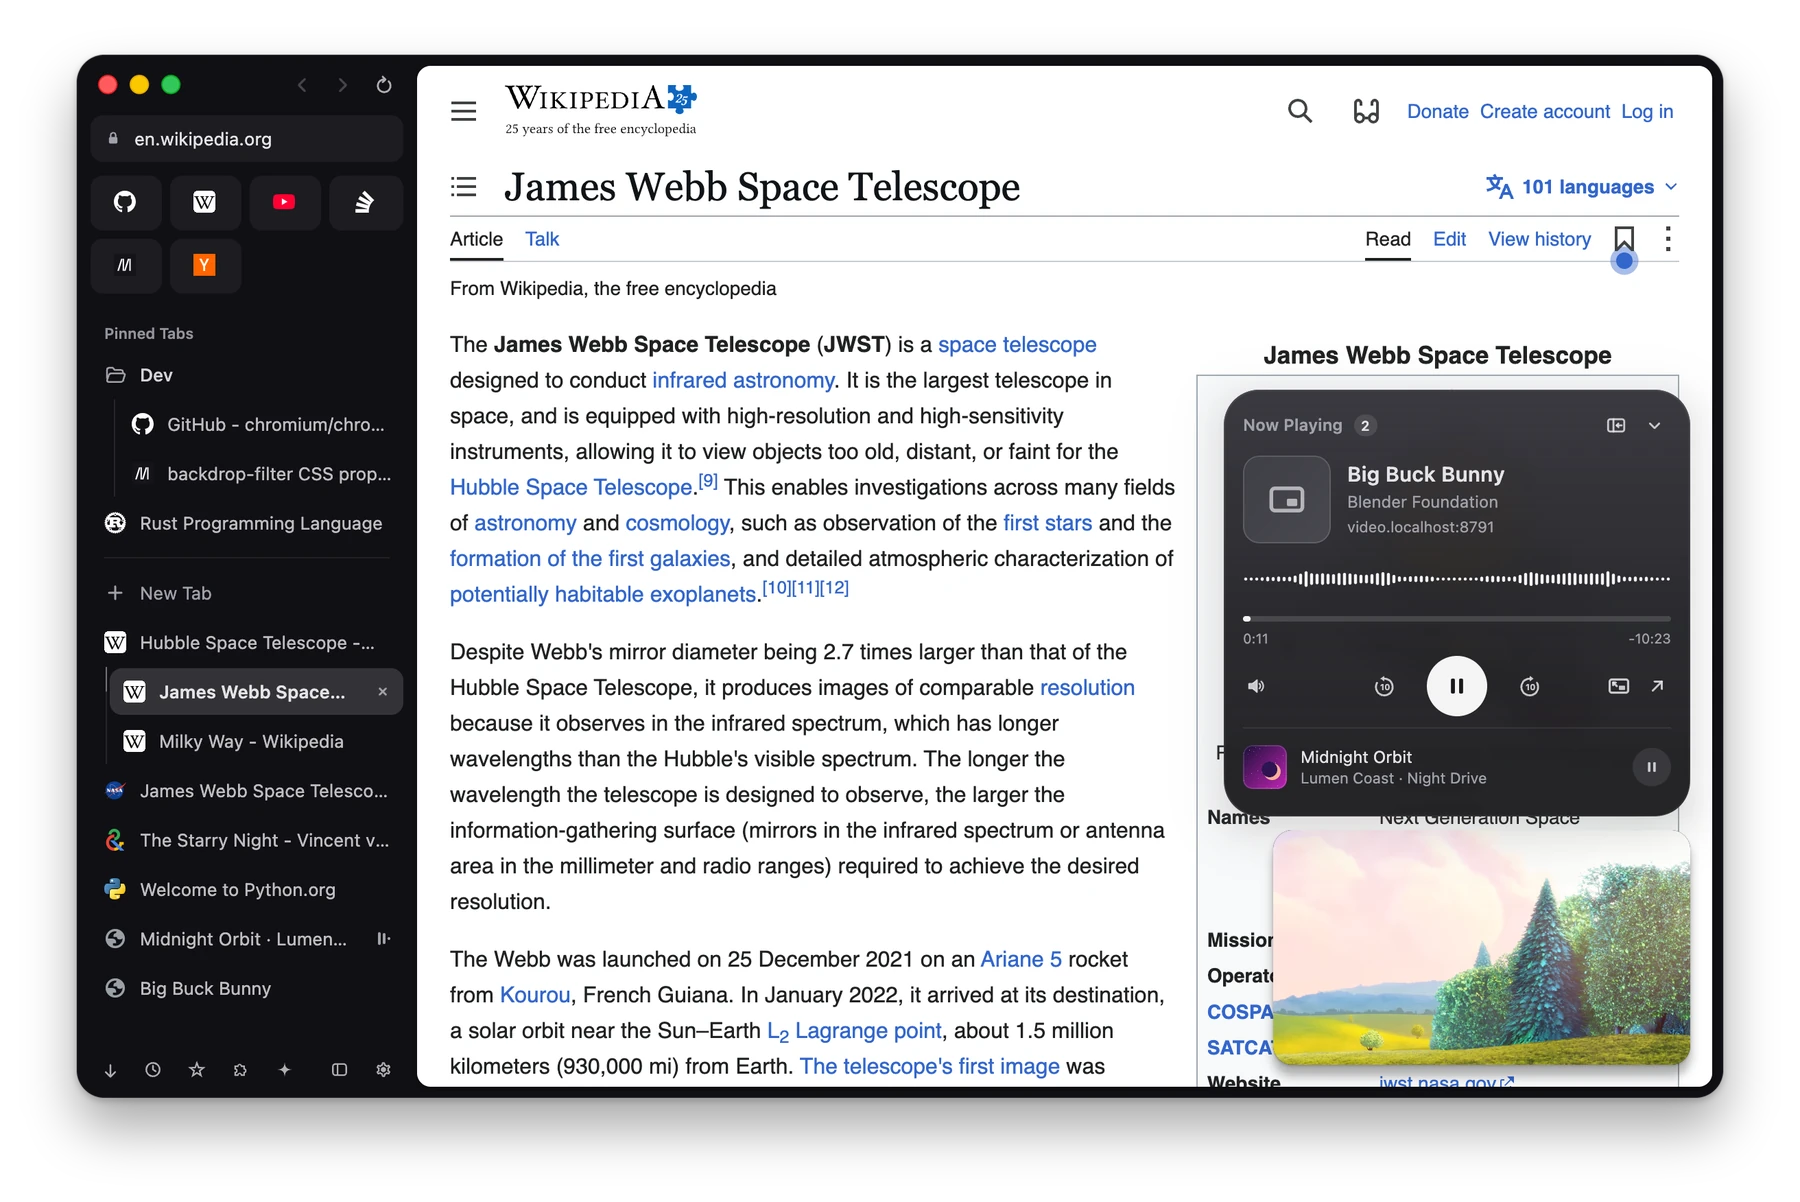 en.wikipedia.org
Pinned Tabs
Dev
GitHub - chromium/chro...
backdrop-filter CSS prop...
Rust Programming Language
New Tab
Hubble Space Telescope -...
James Webb Space...
Milky Way - Wikipedia
James Webb Space Telesco...
The Starry Night - Vincent v...
Welcome to Python.org
Midnight Orbit · Lumen...
Big Buck Bunny
WIKIPEDIA 25
25 years of the free encyclopedia
Donate Create account Log in
James Webb Space Telescope
101 languages
Article Talk
Read Edit View history
From Wikipedia, the free encyclopedia
The James Webb Space Telescope (JWST) is a space telescope
designed to conduct infrared astronomy. It is the largest telescope in
space, and is equipped with high-resolution and high-sensitivity
instruments, allowing it to view objects too old, distant, or faint for the
Hubble Space Telescope.[9] This enables investigations across many fields
of astronomy and cosmology, such as observation of the first stars and the
formation of the first galaxies, and detailed atmospheric characterization of
potentially habitable exoplanets.[10][11][12]
Despite Webb's mirror diameter being 2.7 times larger than that of the
Hubble Space Telescope, it produces images of comparable resolution
because it observes in the infrared spectrum, which has longer
wavelengths than the Hubble's visible spectrum. The longer the
wavelength the telescope is designed to observe, the larger the
information-gathering surface (mirrors in the infrared spectrum or antenna
area in the millimeter and radio ranges) required to achieve the desired
resolution.
The Webb was launched on 25 December 2021 on an Ariane 5 rocket
from Kourou, French Guiana. In January 2022, it arrived at its destination,
a solar orbit near the Sun–Earth L2 Lagrange point, about 1.5 million
kilometers (930,000 mi) from Earth. The telescope's first image was
James Webb Space Telescope
Now Playing 2
Big Buck Bunny
Blender Foundation
video.localhost:8791
0:11 -10:23
10 10
Midnight Orbit
Lumen Coast · Night Drive
Names Next Generation Space
Mission
Operato
COSPA
SATCA
Website jwst.nasa.gov